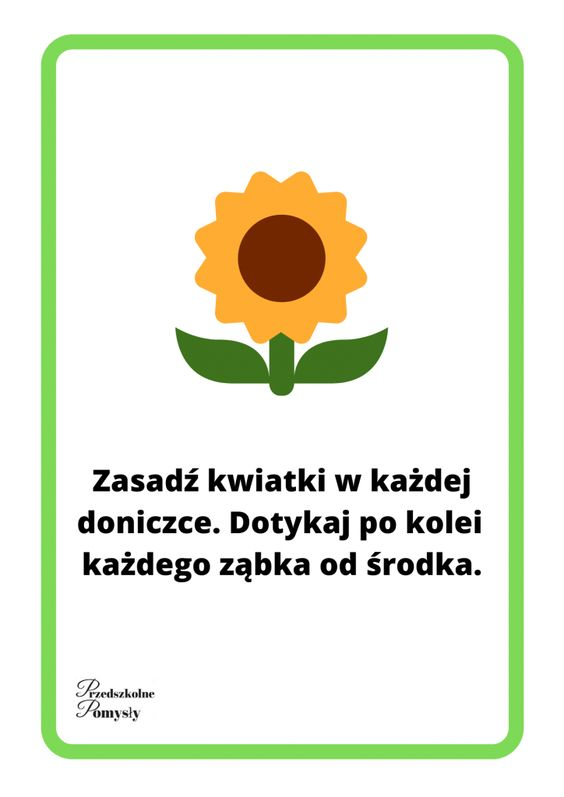 Zasadź kwiatki w każdej
doniczce. Dotykaj po kolei
każdego ząbka od środka.
Przedszkolne
Pomysły